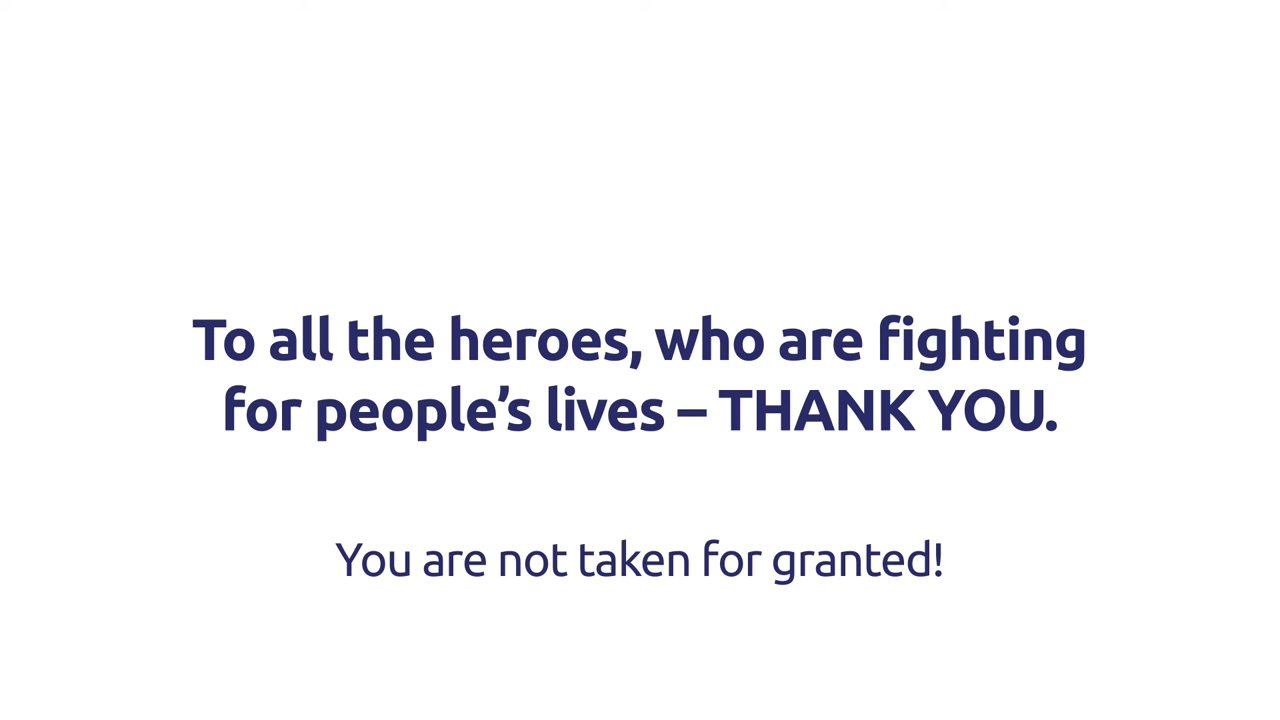 To all the heroes, who are fighting
for people’s lives – THANK YOU.
You are not taken for granted!